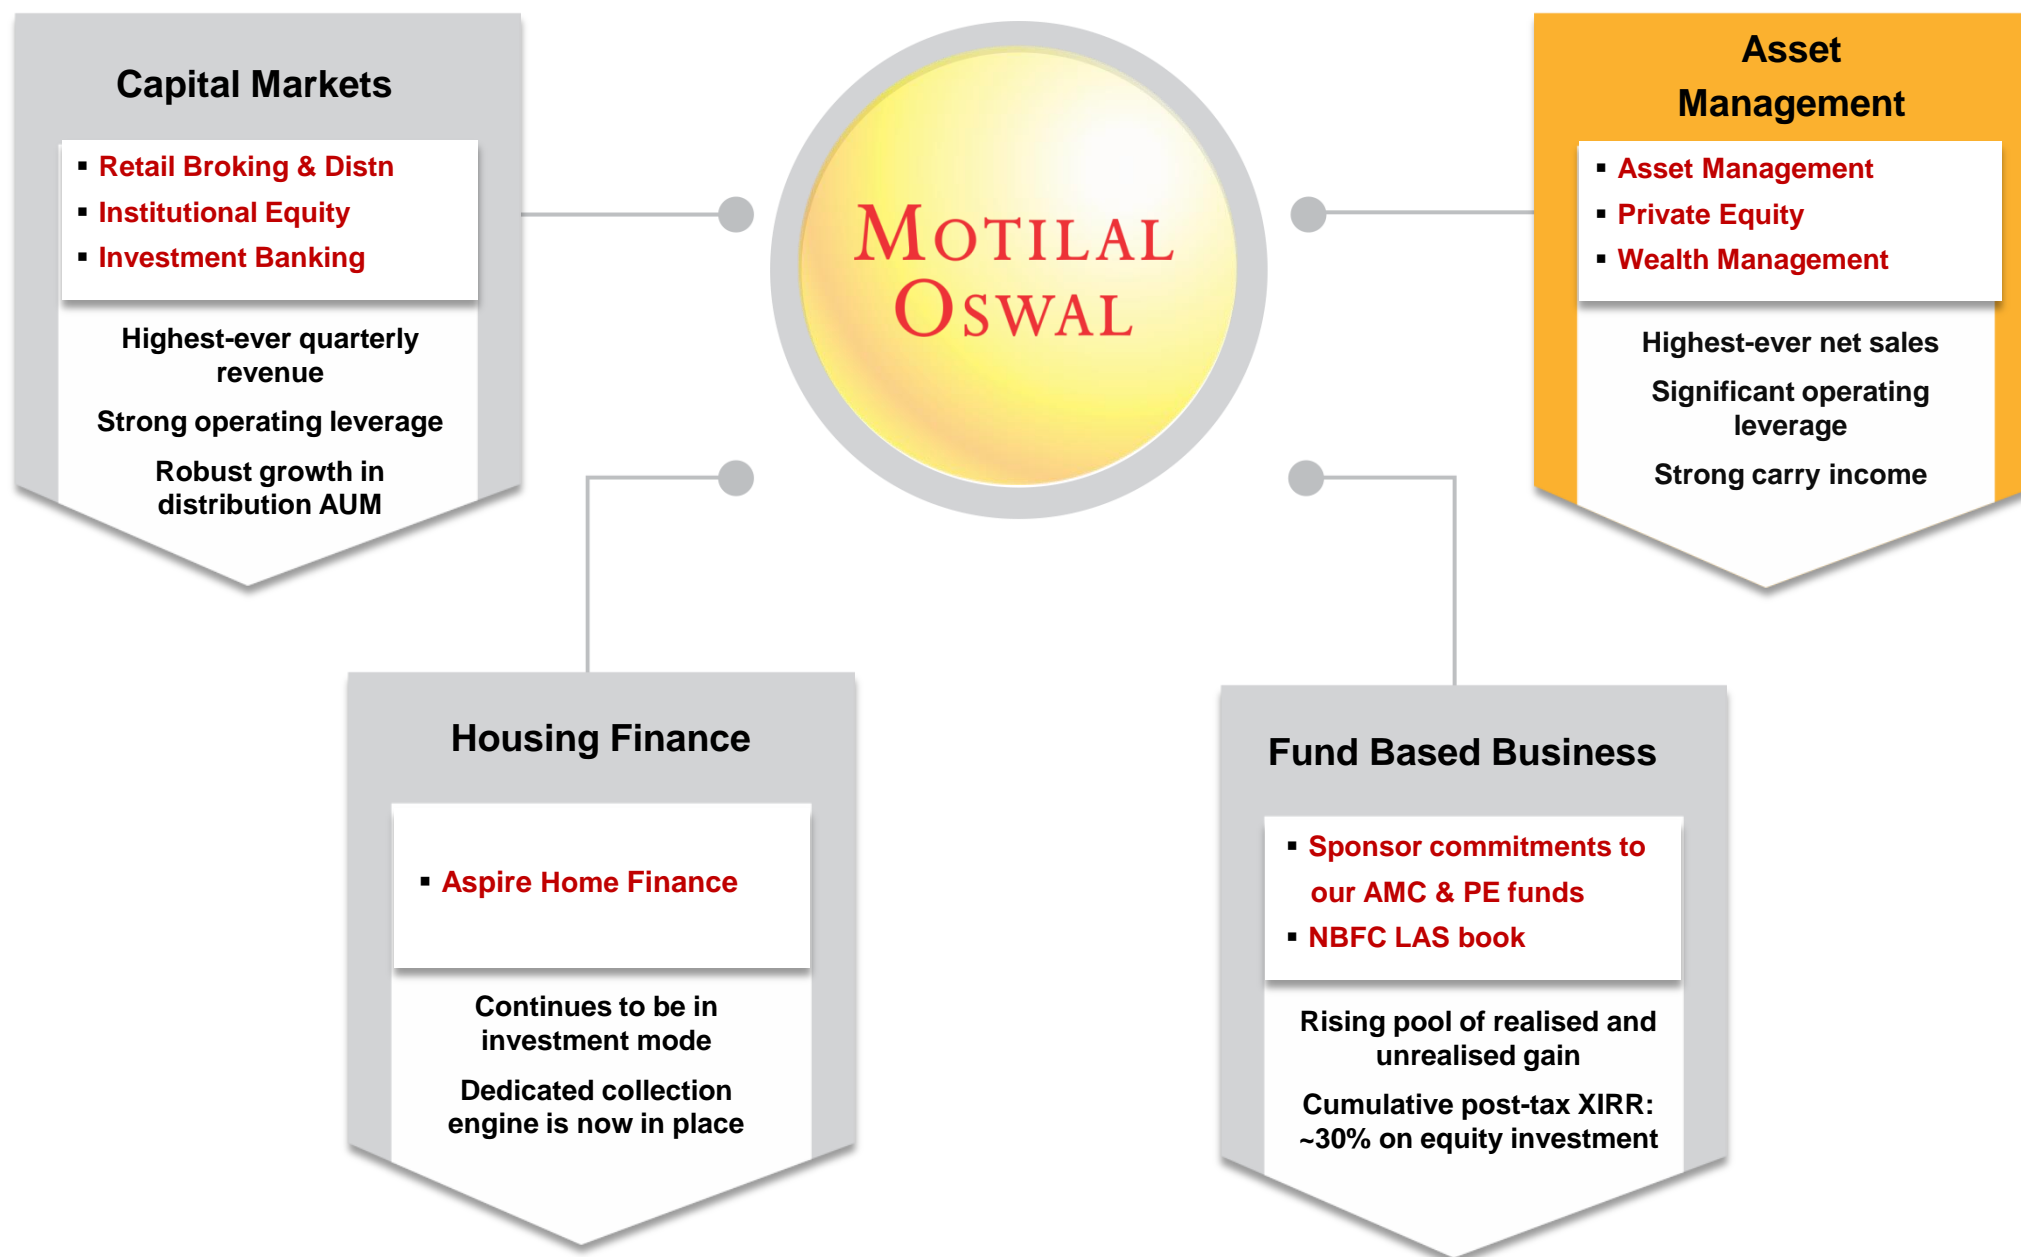 Capital Markets
▪ Retail Broking & Distn
▪ Institutional Equity
▪ Investment Banking
Highest-ever quarterly
revenue
Strong operating leverage
Robust growth in
distribution AUM
MOTILAL
OSWAL
Asset
Management
▪ Asset Management
▪ Private Equity
▪ Wealth Management
Highest-ever net sales
Significant operating
leverage
Strong carry income
Housing Finance
▪ Aspire Home Finance
Continues to be in
investment mode
Dedicated collection
engine is now in place
Fund Based Business
▪ Sponsor commitments to
our AMC & PE funds
▪ NBFC LAS book
Rising pool of realised and
unrealised gain
Cumulative post-tax XIRR:
~30% on equity investment